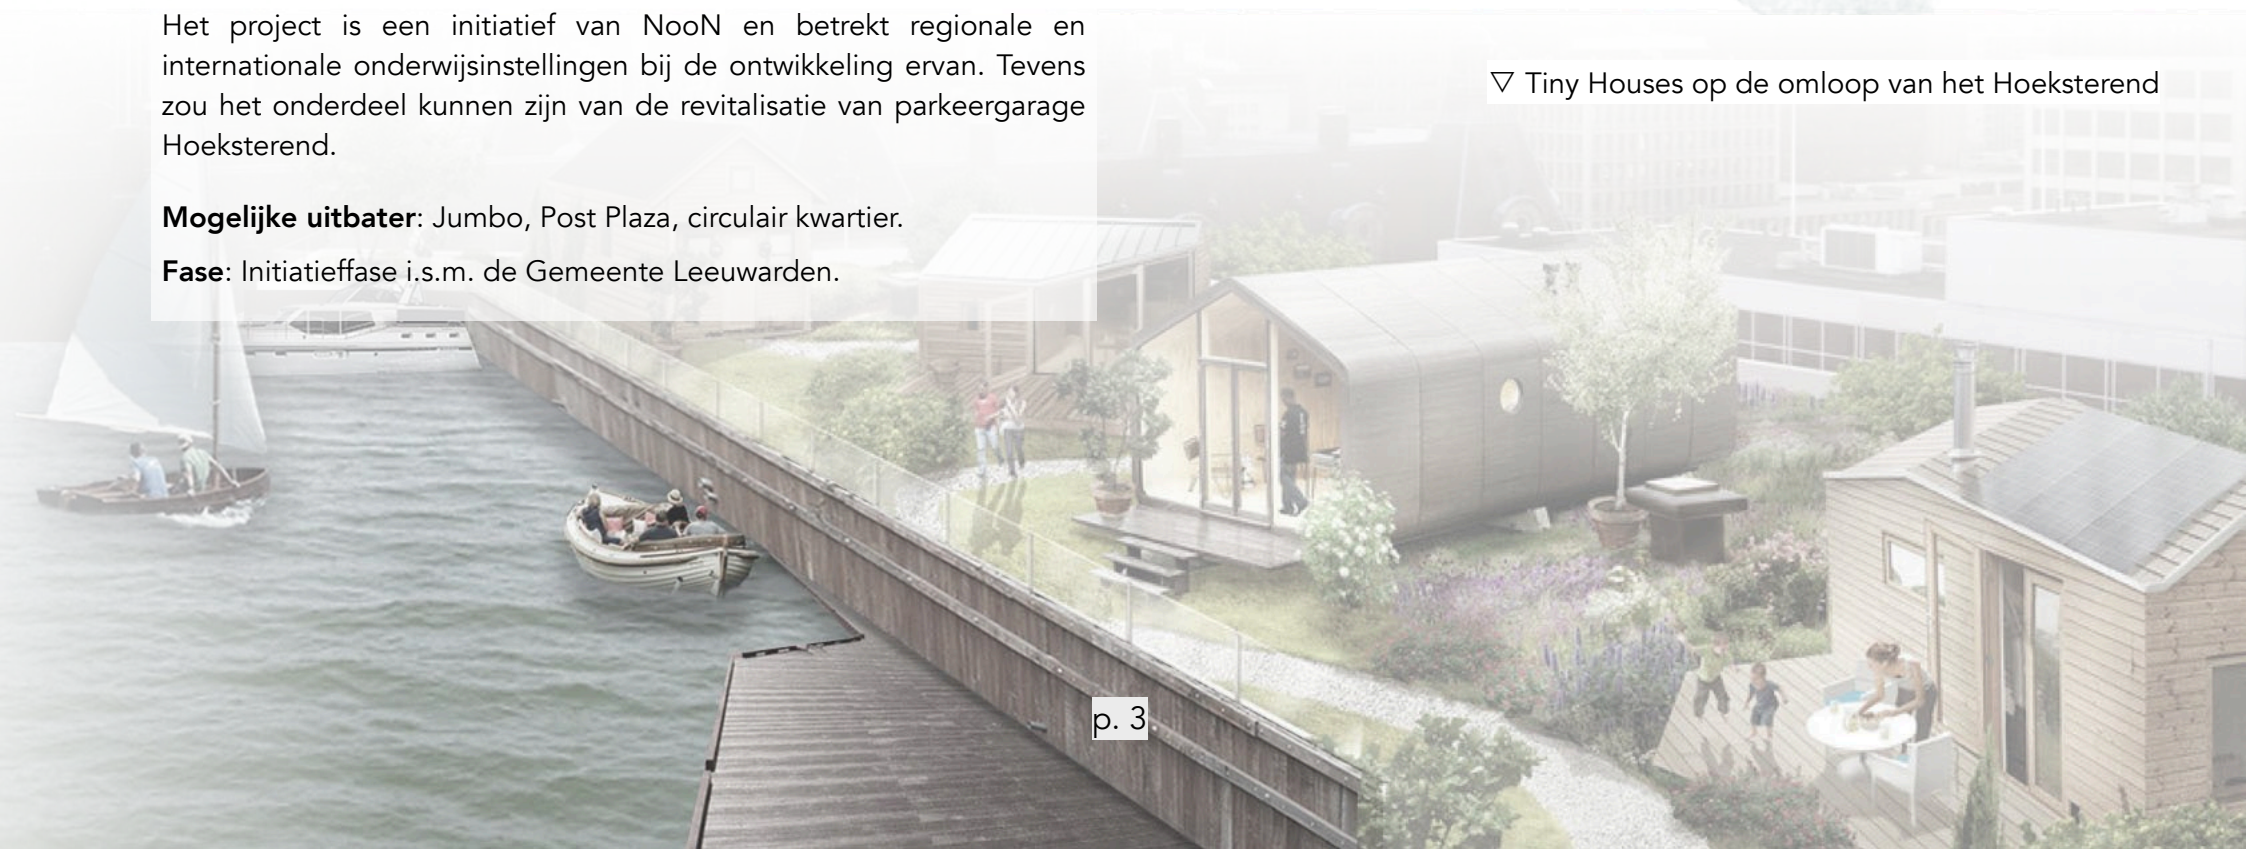 Het project is een initiatief van NooN en betrekt regionale en
internationale onderwijsinstellingen bij de ontwikkeling ervan. Tevens
zou het onderdeel kunnen zijn van de revitalisatie van parkeergarage
Hoeksterend.
Mogelijke uitbater: Jumbo, Post Plaza, circulair kwartier.
Fase: Initiatieffase i.s.m. de Gemeente Leeuwarden.
▽ Tiny Houses op de omloop van het Hoeksterend
p. 3